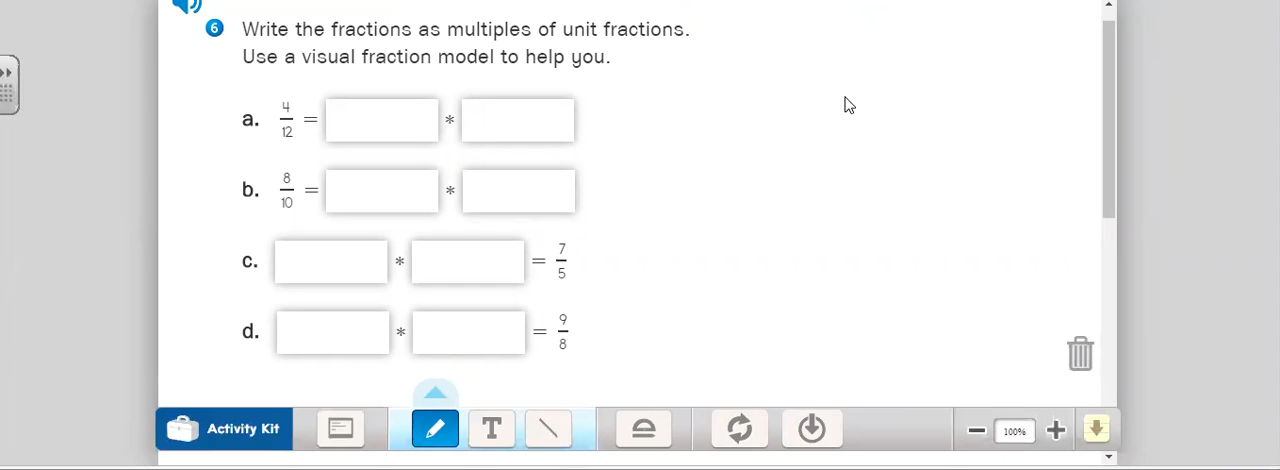 6 Write the fractions as multiples of unit fractions.
Use a visual fraction model to help you.
a. 4/12 = *
b. 8/10 = *
c. * = 7/5
d. * = 9/8
Activity Kit T 100%